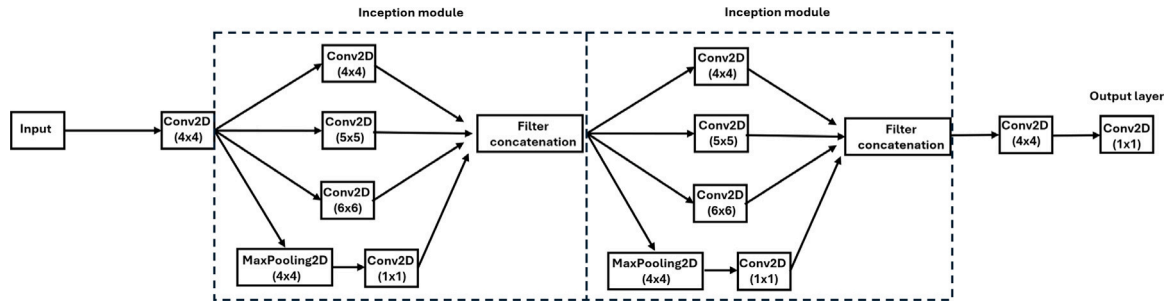 Inception module
Inception module
Input
Conv2D
(4x4)
Conv2D
(4x4)
Conv2D
(5x5)
Conv2D
(6x6)
MaxPooling2D
(4x4)
Conv2D
(1x1)
Filter
concatenation
Conv2D
(4x4)
Conv2D
(5x5)
Conv2D
(6x6)
MaxPooling2D
(4x4)
Conv2D
(1x1)
Filter
concatenation
Conv2D
(4x4)
Output layer
Conv2D
(1x1)